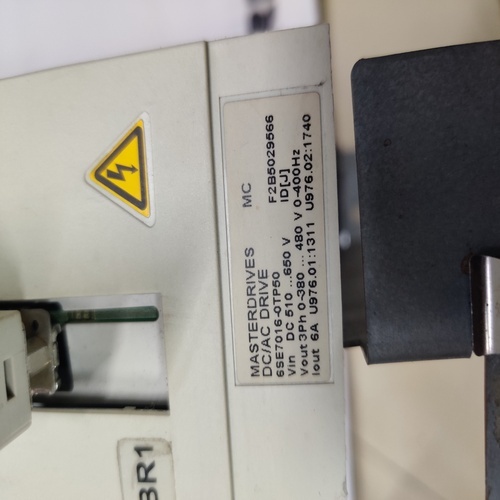 MASTERDRIVES MC
DC/AC DRIVE
6SE7016-0TP50 F2B5029566
Vin DC 510 ...650 V ID[J]
Vout 3Ph 0-380 ... 480 V 0-400Hz
Iout 6A U976.01:1311 U976.02:1740
BR1